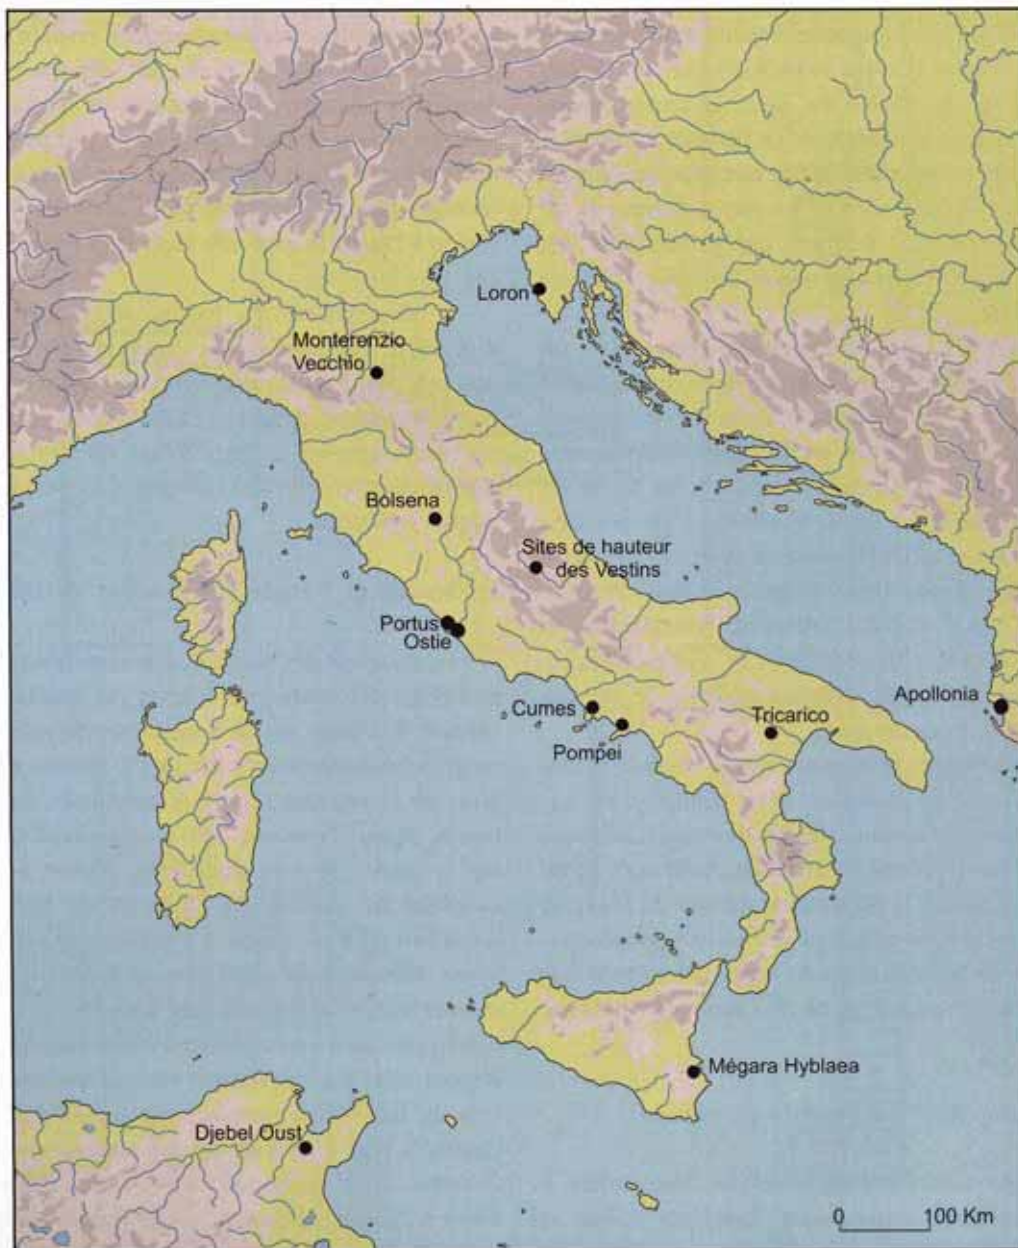 Loron
Monterenzio
Vecchio
Bolsena
Sites de hauteur
des Vestins
Portus
Ostie
Cumes
Pompei
Tricarico
Apollonia
Mégara Hyblaea
Djebel Oust
0 100 Km